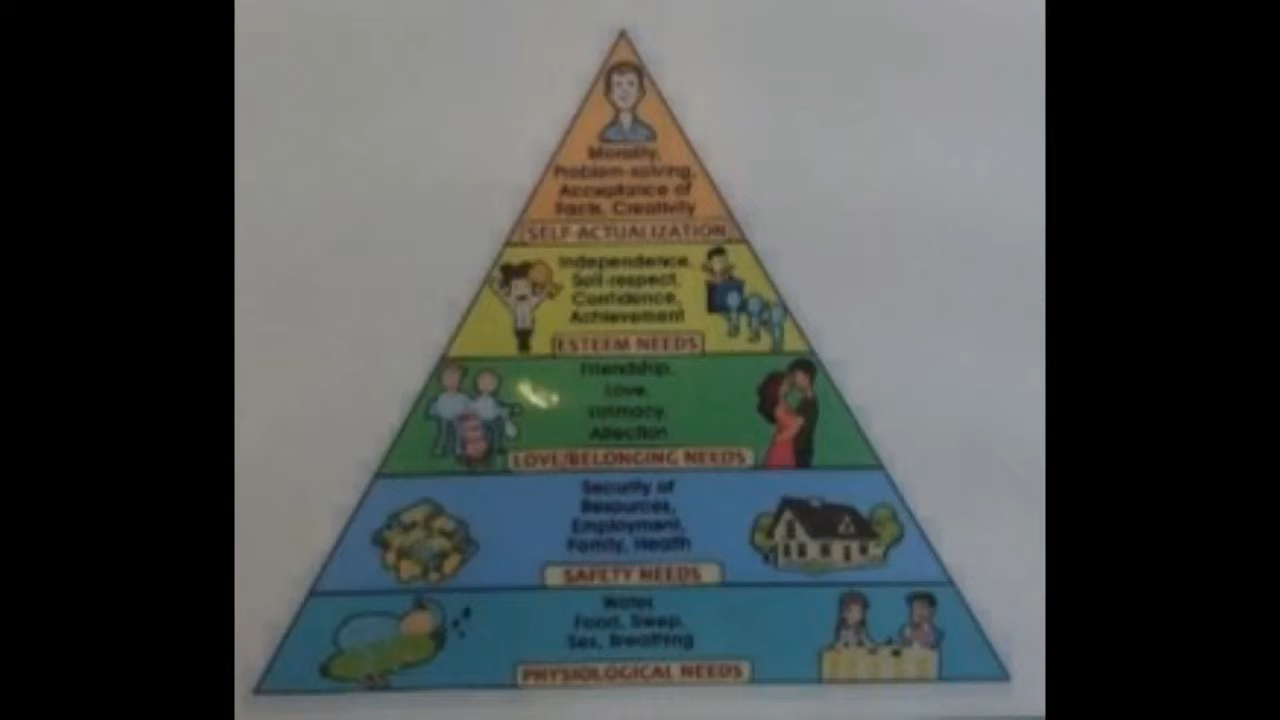 Morality,
Problem-solving,
Acceptance of
Facts, Creativity
SELF-ACTUALIZATION
Independence,
Self-respect,
Confidence,
Achievement
ESTEEM NEEDS
Friendship,
Love,
Intimacy,
Affection
LOVE/BELONGING NEEDS
Security of
Resources,
Employment,
Family, Health
SAFETY NEEDS
Water,
Food, Sleep,
Sex, Breathing
PHYSIOLOGICAL NEEDS